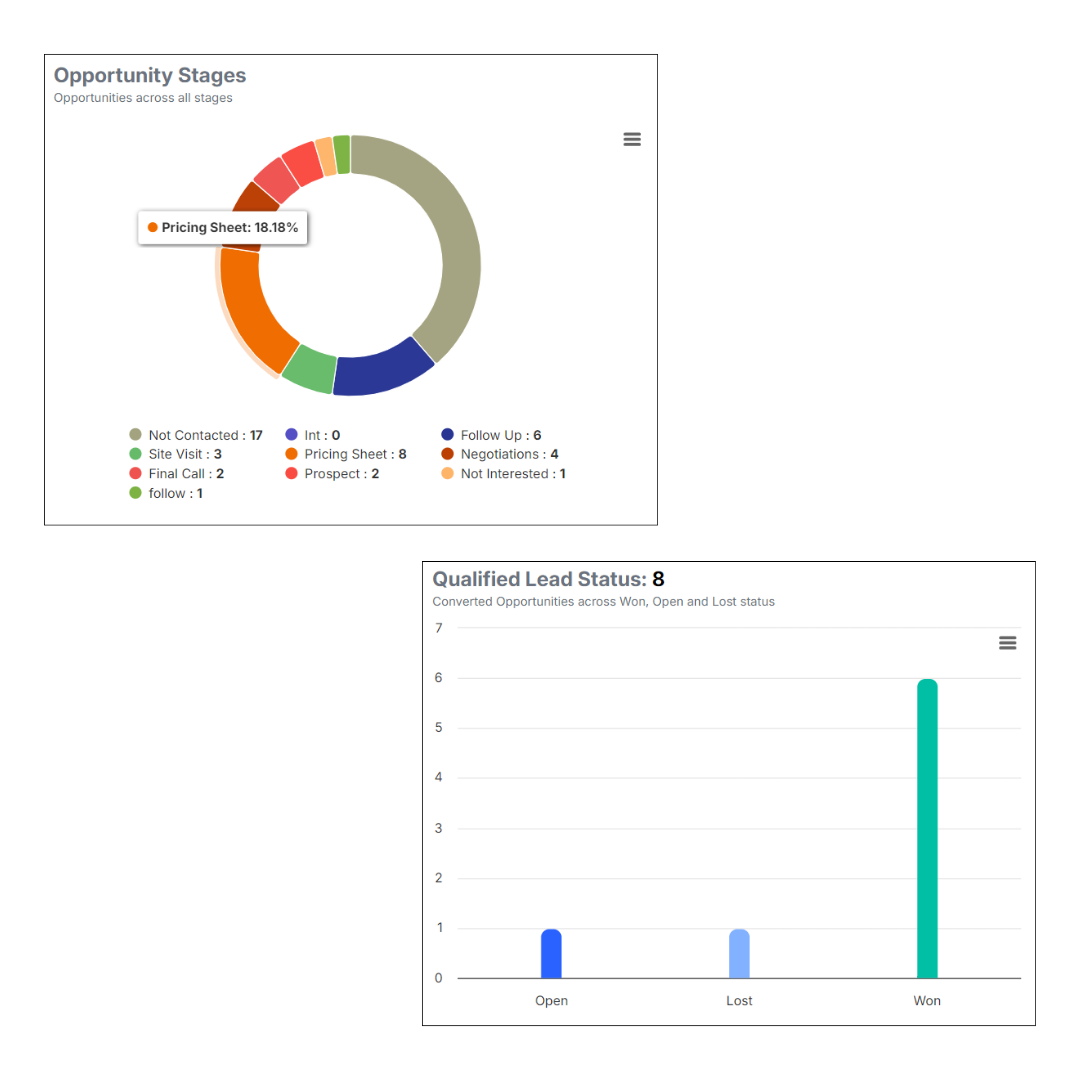 Opportunity Stages
Opportunities across all stages
Pricing Sheet: 18.18%
Not Contacted : 17 Int : 0 Follow Up : 6
Site Visit : 3 Pricing Sheet : 8 Negotiations : 4
Final Call : 2 Prospect : 2 Not Interested : 1
follow : 1
Qualified Lead Status: 8
Converted Opportunities across Won, Open and Lost status
7
6
5
4
3
2
1
0
Open Lost Won